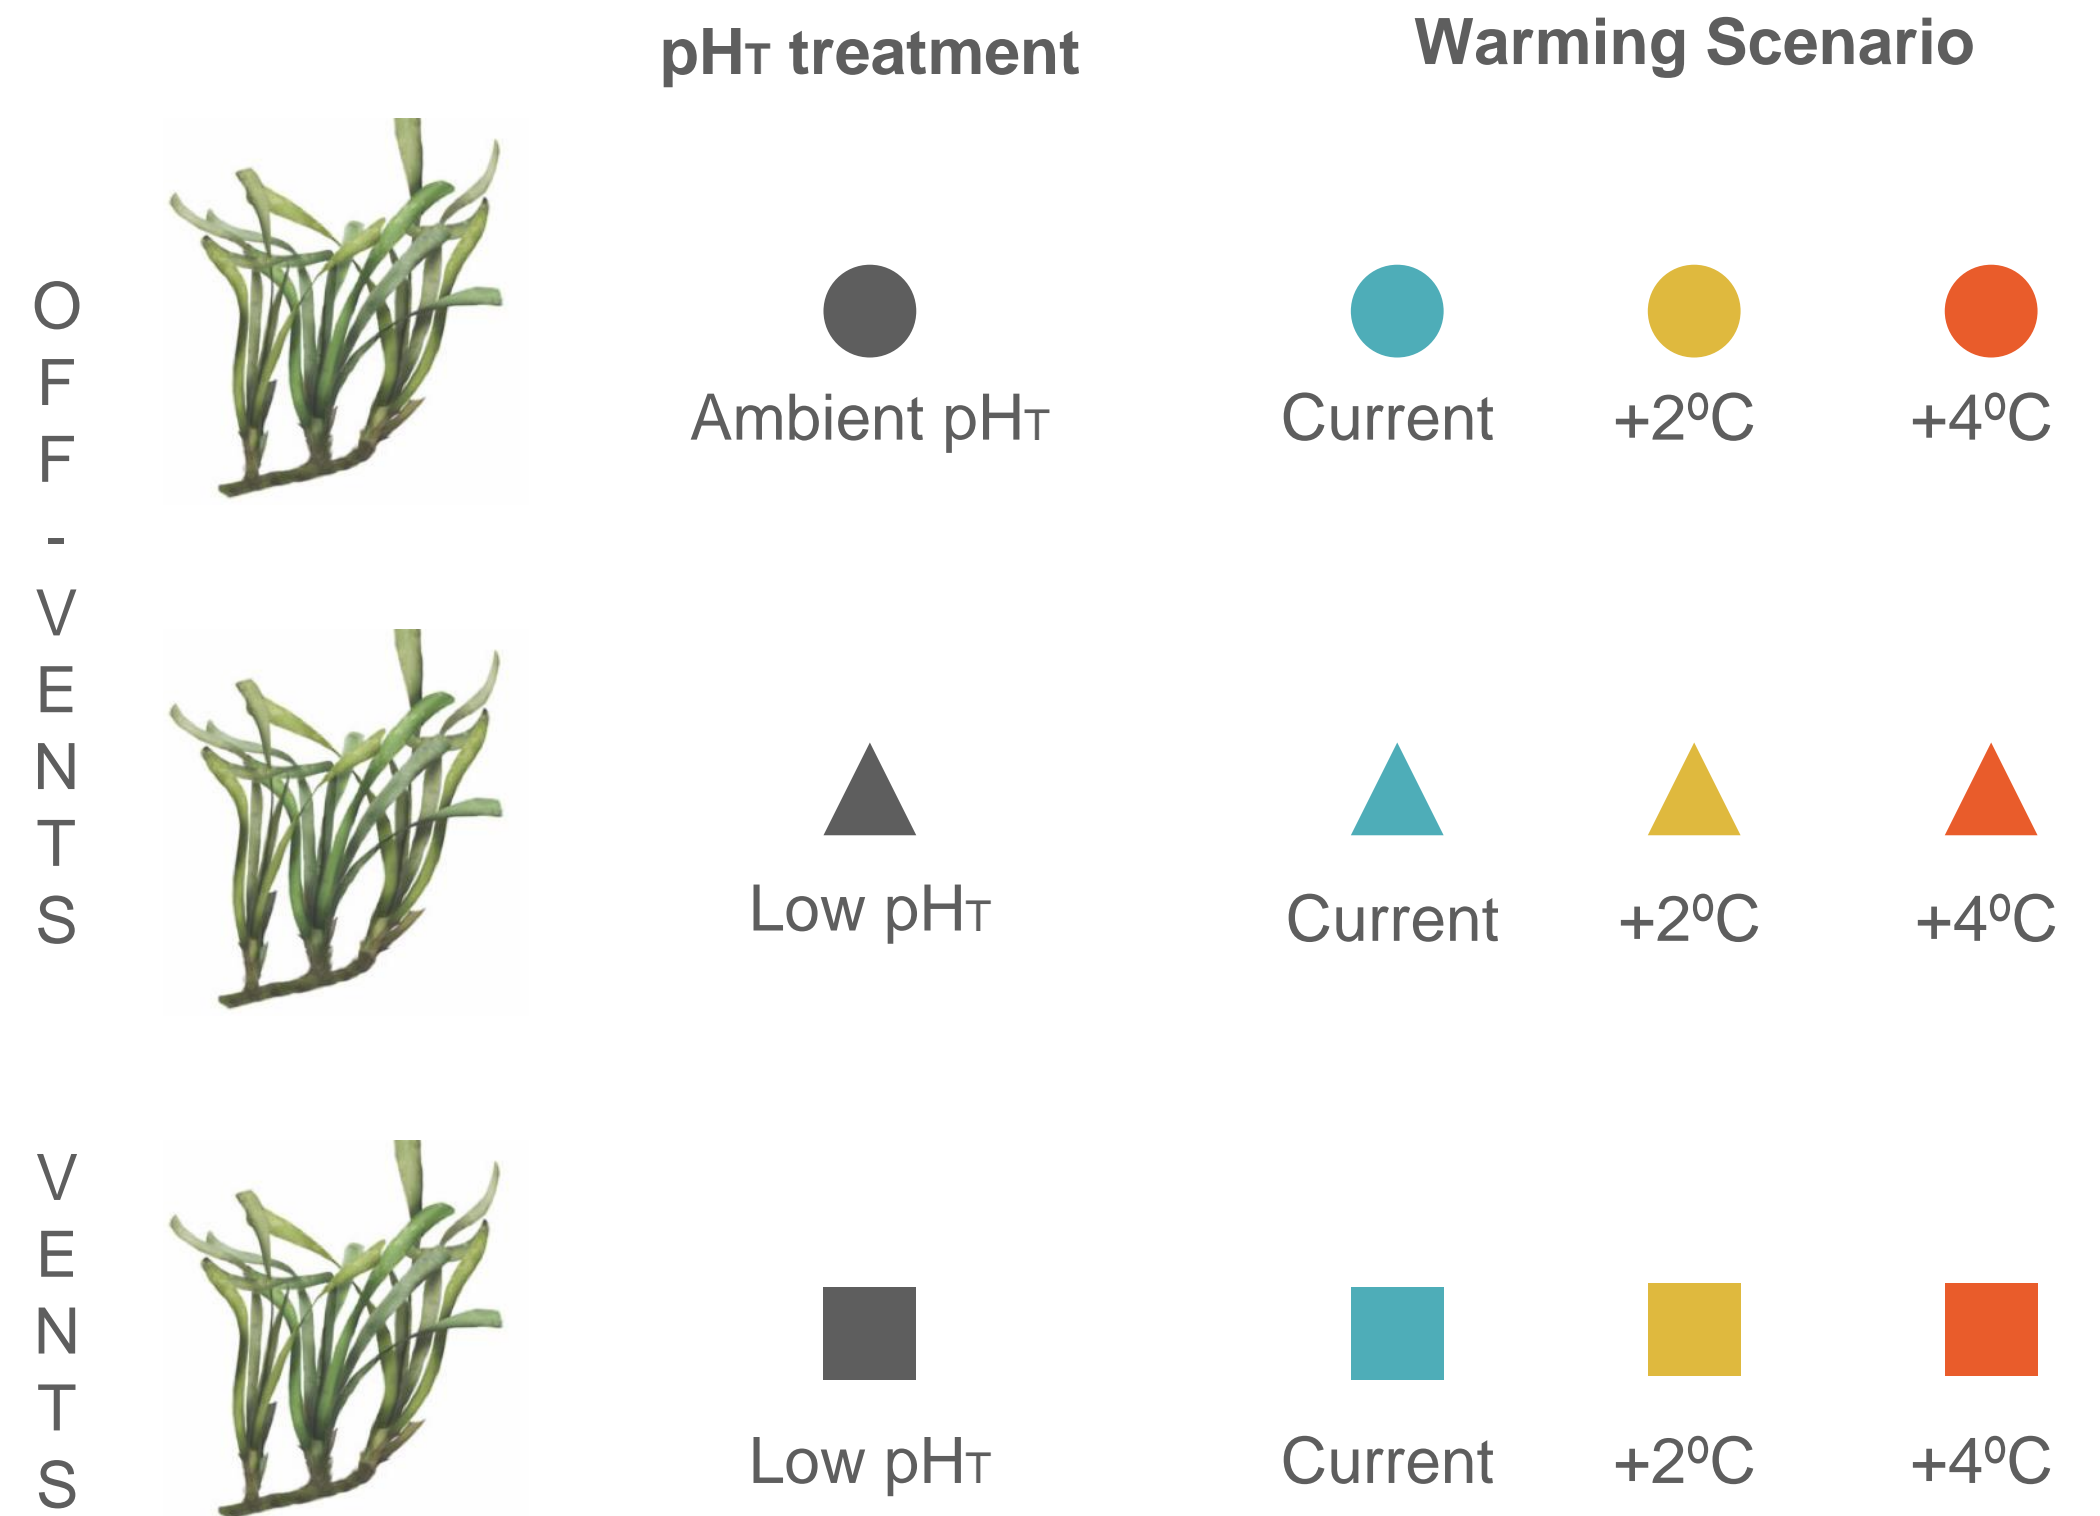 pHT treatment
Warming Scenario
OFF-VENTS
Ambient pHT
Current
+2ºC
+4ºC
Low pHT
Current
+2ºC
+4ºC
VENTS
Low pHT
Current
+2ºC
+4ºC